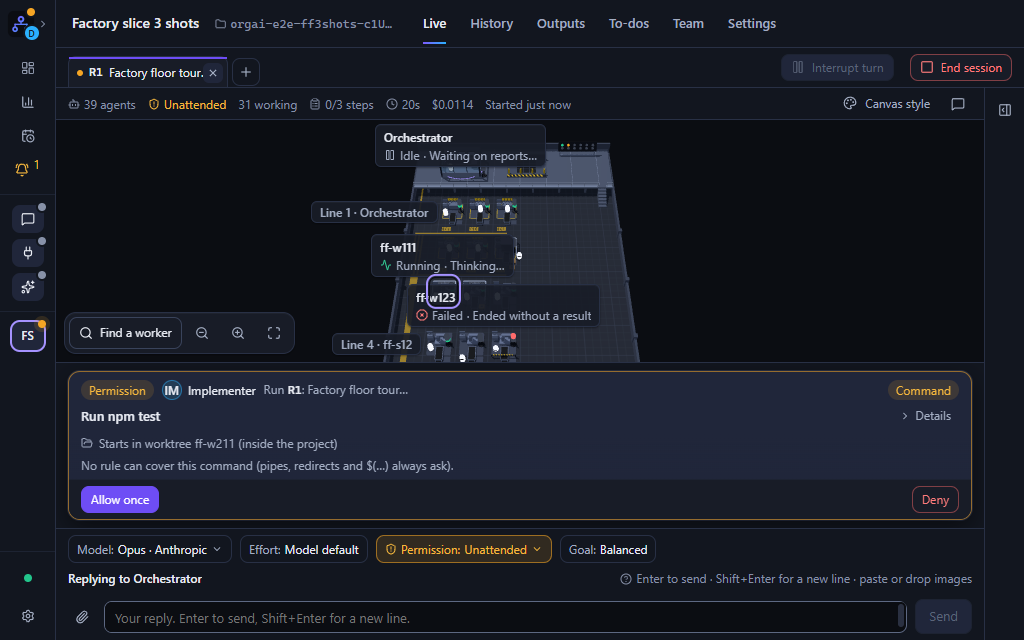 Factory slice 3 shots
orgai-e2e-ff3shots-c1U…
Live
History
Outputs
To-dos
Team
Settings
D
R1 Factory floor tour.
Interrupt turn
End session
39 agents
Unattended
31 working
0/3 steps
20s
$0.0114
Started just now
Canvas style
1
Orchestrator
Idle · Waiting on reports…
Line 1 · Orchestrator
ff-w111
Running · Thinking…
ff-w123
Failed · Ended without a result
Line 4 · ff-s12
FS
Find a worker
Permission
IM Implementer
Run R1: Factory floor tour…
Command
Run npm test
Details
Starts in worktree ff-w211 (inside the project)
No rule can cover this command (pipes, redirects and $(...) always ask).
Allow once
Deny
Model: Opus · Anthropic
Effort: Model default
Permission: Unattended
Goal: Balanced
Replying to Orchestrator
Enter to send · Shift+Enter for a new line · paste or drop images
Your reply. Enter to send, Shift+Enter for a new line.
Send